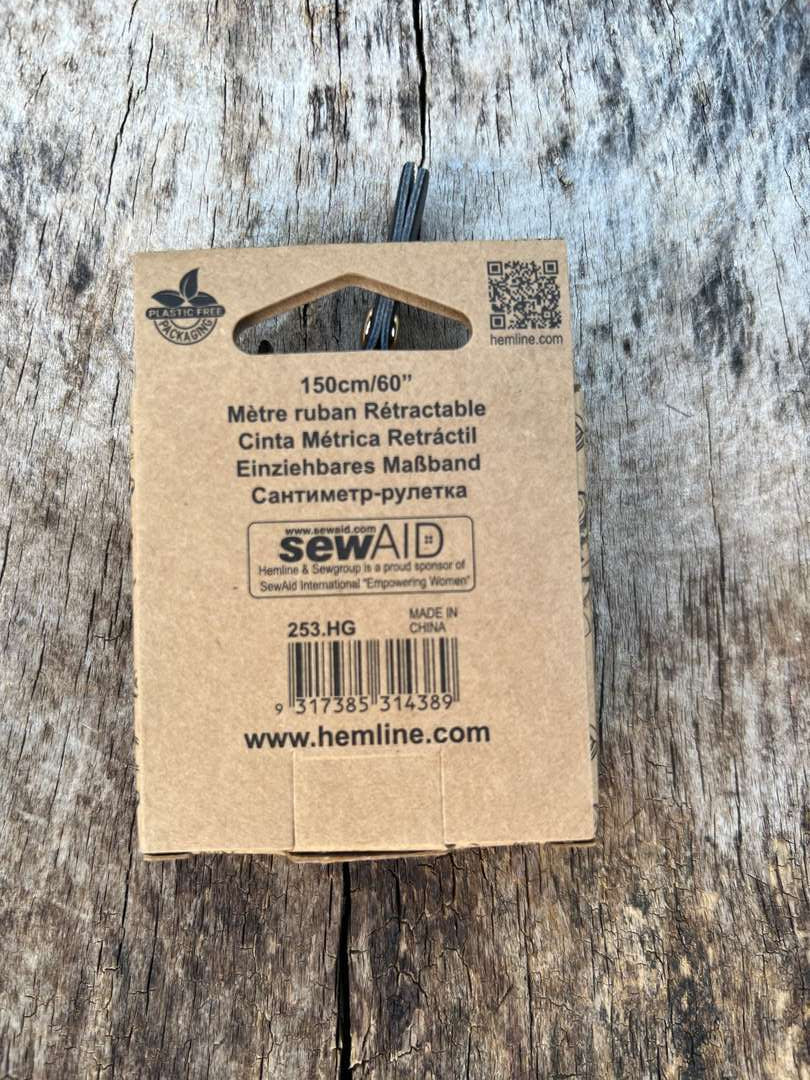 PLASTIC FREE
PACKAGING
hemline.com
150cm/60”
Mètre ruban Rétractable
Cinta Métrica Retráctil
Einziehbares Maßband
Сантиметр-рулетка
www.sewaid.com
sewAID
Hemline & Sewgroup is a proud sponsor of
SewAid International "Empowering Women"
253.HG
MADE IN
CHINA
9 317385 314389
www.hemline.com